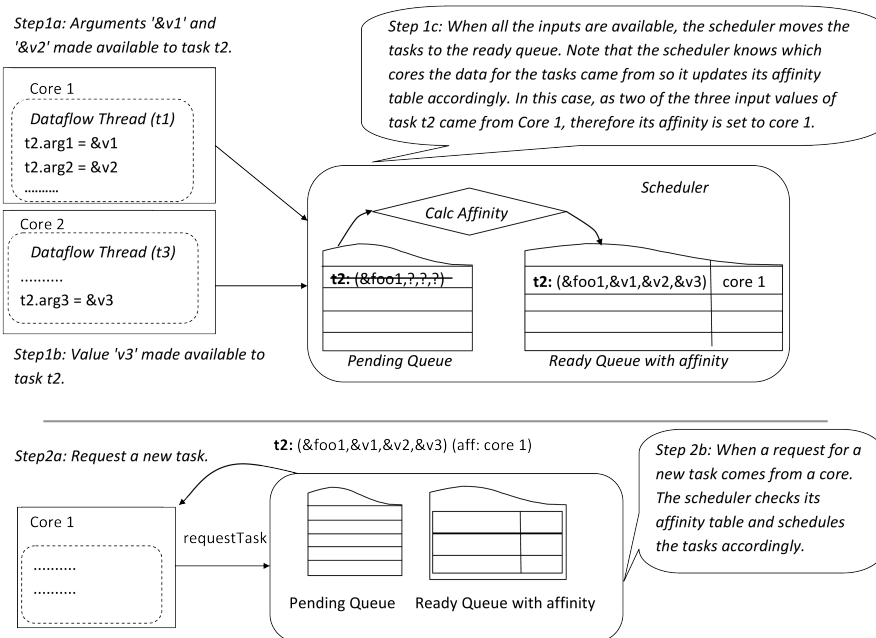 Step1a: Arguments '&v1' and
'&v2' made available to task t2.
Core 1
Dataflow Thread (t1)
t2.arg1 = &v1
t2.arg2 = &v2
..........
Core 2
Dataflow Thread (t3)
..........
t2.arg3 = &v3
Step1b: Value 'v3' made available to
task t2.
Step 1c: When all the inputs are available, the scheduler moves the
tasks to the ready queue. Note that the scheduler knows which
cores the data for the tasks came from so it updates its affinity
table accordingly. In this case, as two of the three input values of
task t2 came from Core 1, therefore its affinity is set to core 1.
Scheduler
Calc Affinity
t2: (&foo1,?,?,?)
t2: (&foo1,&v1,&v2,&v3) core 1
Pending Queue
Ready Queue with affinity
Step2a: Request a new task.
t2: (&foo1,&v1,&v2,&v3) (aff: core 1)
Core 1
..........
..........
requestTask
Pending Queue
Ready Queue with affinity
Step 2b: When a request for a
new task comes from a core.
The scheduler checks its
affinity table and schedules
the tasks accordingly.